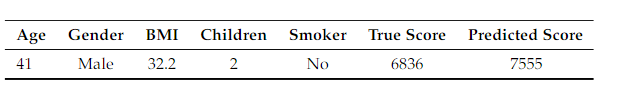 Age Gender BMI Children Smoker True Score Predicted Score
41 Male 32.2 2 No 6836 7555